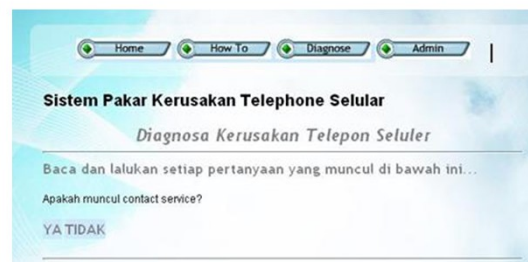 Home How To Diagnose Admin
Sistem Pakar Kerusakan Telephone Selular
Diagnosa Kerusakan Telepon Seluler
Baca dan lalukan setiap pertanyaan yang muncul di bawah ini...
Apakah muncul contact service?
YA TIDAK